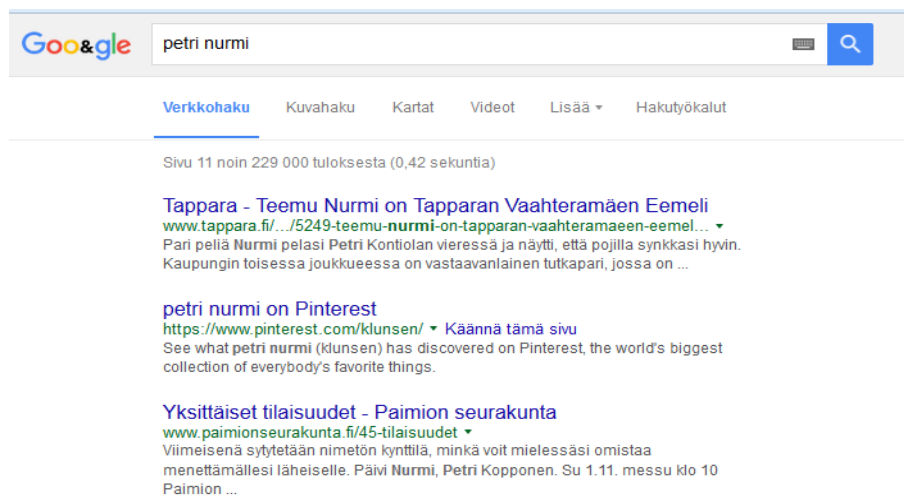 Goo&gle petri nurmi
Verkkohaku Kuvahaku Kartat Videot Lisää Hakutyökalut
Sivu 11 noin 229 000 tuloksesta (0,42 sekuntia)
Tappara - Teemu Nurmi on Tapparan Vaahteramäen Eemeli
www.tappara.fi/.../5249-teemu-nurmi-on-tapparan-vaahteramaeen-eemel...
Pari peliä Nurmi pelasi Petri Kontiolan vieressä ja näytti, että pojilla synkkasi hyvin.
Kaupungin toisessa joukkueessa on vastaavanlainen tutkapari, jossa on ...
petri nurmi on Pinterest
https://www.pinterest.com/klunsen/ Käännä tämä sivu
See what petri nurmi (klunsen) has discovered on Pinterest, the world's biggest
collection of everybody's favorite things.
Yksittäiset tilaisuudet - Paimion seurakunta
www.paimionseurakunta.fi/45-tilaisuudet
Viimeisenä sytytetään nimetön kynttilä, minkä voit mielessäsi omistaa
menettämällesi läheiselle. Päivi Nurmi, Petri Kopponen. Su 1.11. messu klo 10
Paimion ...